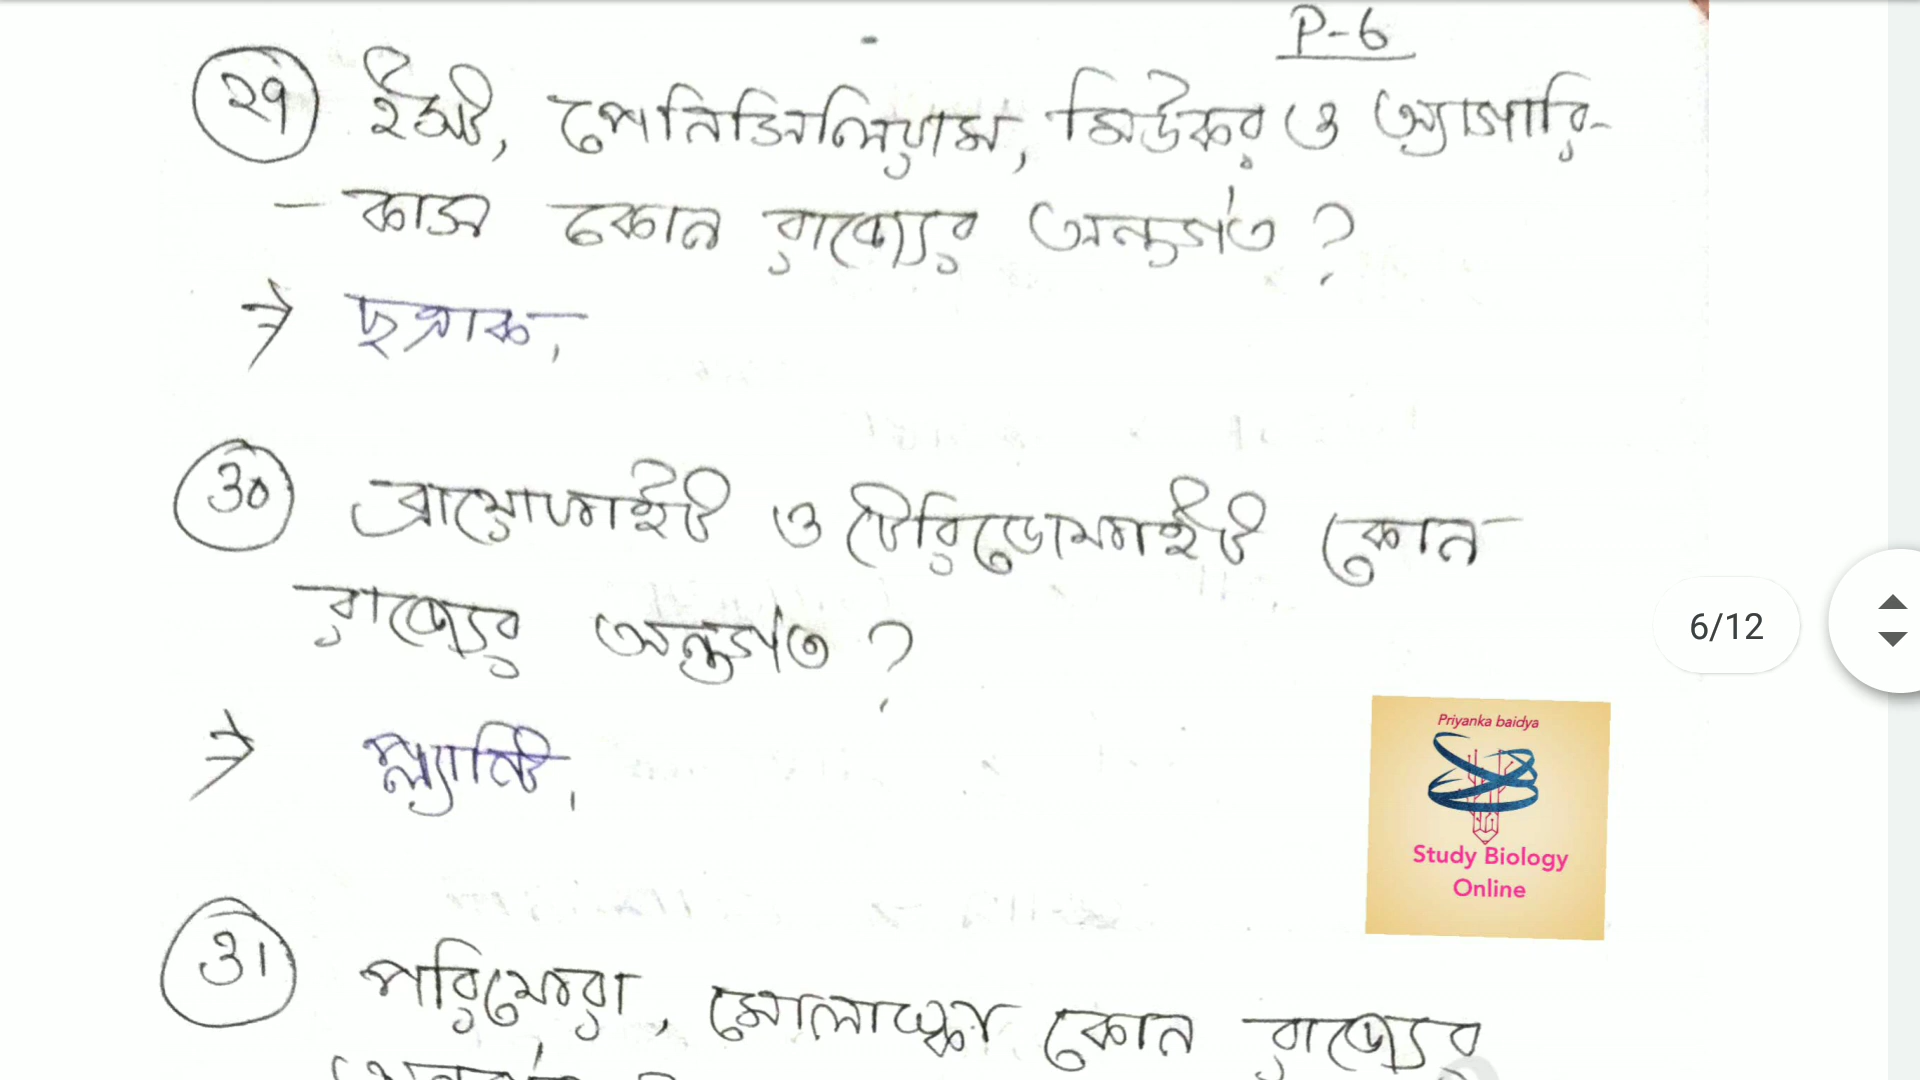 P-6
২৯ ইস্ট, পেনিসিলিয়াম, মিউকর ও অ্যাগারি-
- কাস কোন রাজ্যের অন্তর্গত ?
⇒ ছত্রাক,
৩০ ব্রায়োফাইট ও টেরিডোফাইট কোন
রাজ্যের অন্তর্গত ?
⇒ প্ল্যান্টি,
6/12
Priyanka baidya
Study Biology
Online
৩১ পরিফেরা, মোলাস্কা কোন রাজ্যের